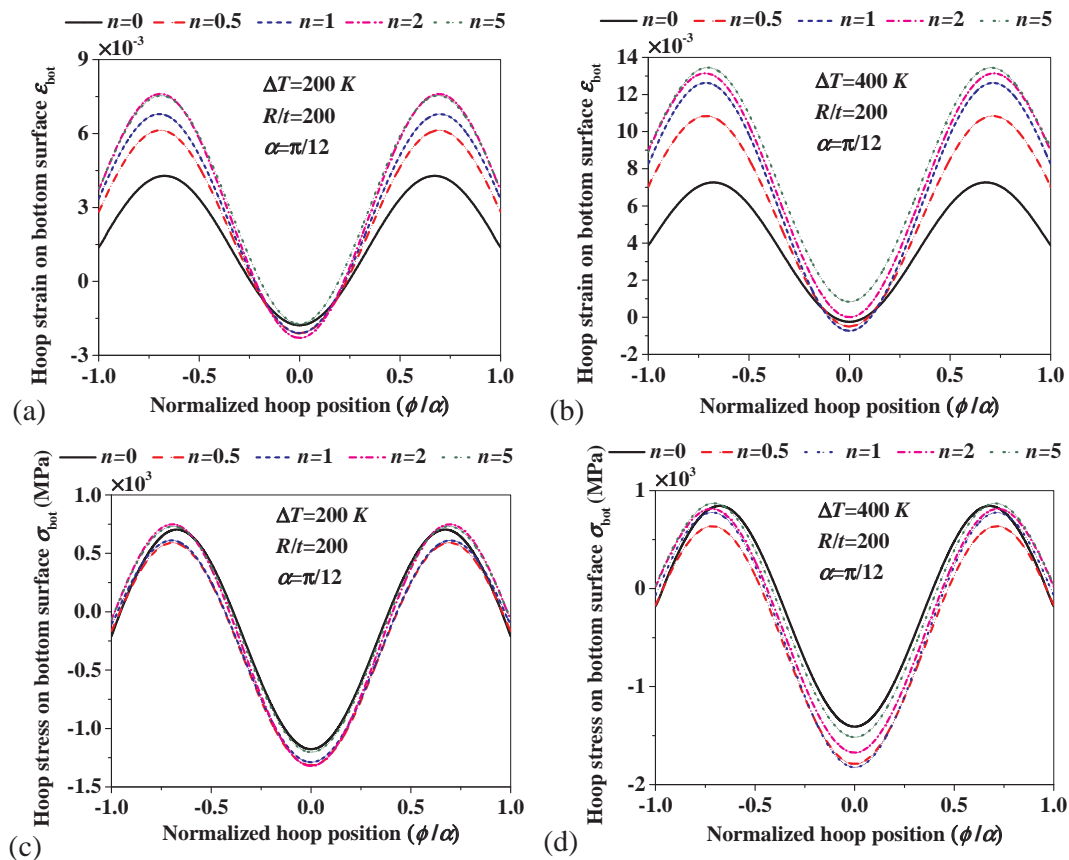 n=0 n=0.5 n=1 n=2 n=5
×10⁻³
9
6
3
0
-3
Hoop strain on bottom surface εbot
ΔT=200 K
R/t=200
α=π/12
-1.0 -0.5 0.0 0.5 1.0
Normalized hoop position (ϕ/α)
(a)
n=0 n=0.5 n=1 n=2 n=5
×10⁻³
14
12
10
8
6
4
2
0
-2
Hoop strain on bottom surface εbot
ΔT=400 K
R/t=200
α=π/12
-1.0 -0.5 0.0 0.5 1.0
Normalized hoop position (ϕ/α)
(b)
n=0 n=0.5 n=1 n=2 n=5
×10³
1.0
0.5
0.0
-0.5
-1.0
-1.5
Hoop stress on bottom surface σbot (MPa)
ΔT=200 K
R/t=200
α=π/12
-1.0 -0.5 0.0 0.5 1.0
Normalized hoop position (ϕ/α)
(c)
n=0 n=0.5 n=1 n=2 n=5
×10³
1
0
-1
-2
Hoop stress on bottom surface σbot (MPa)
ΔT=400 K
R/t=200
α=π/12
-1.0 -0.5 0.0 0.5 1.0
Normalized hoop position (ϕ/α)
(d)